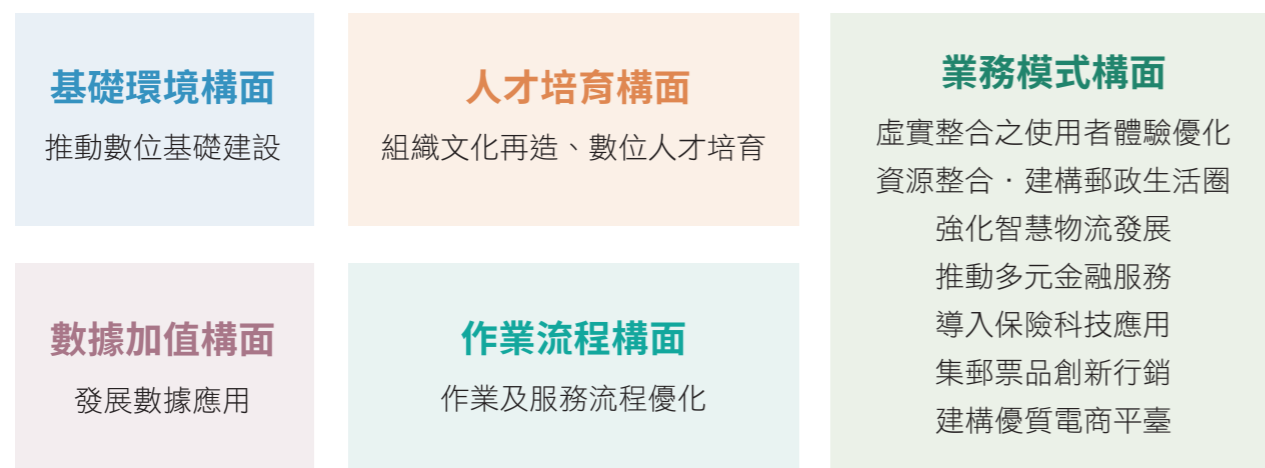 基礎環境構面
推動數位基礎建設
人才培育構面
組織文化再造、數位人才培育
業務模式構面
虛實整合之使用者體驗優化
資源整合．建構郵政生活圈
強化智慧物流發展
推動多元金融服務
導入保險科技應用
集郵票品創新行銷
建構優質電商平臺
數據加值構面
發展數據應用
作業流程構面
作業及服務流程優化